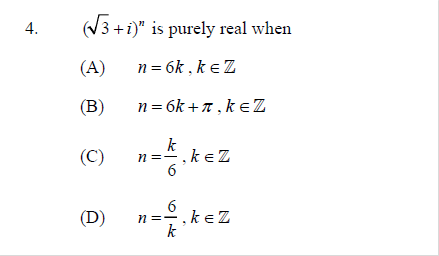 4. (√3 + i)ⁿ is purely real when
(A) n = 6k , k ∈ ℤ
(B) n = 6k + π , k ∈ ℤ
(C) n = k/6 , k ∈ ℤ
(D) n = 6/k , k ∈ ℤ